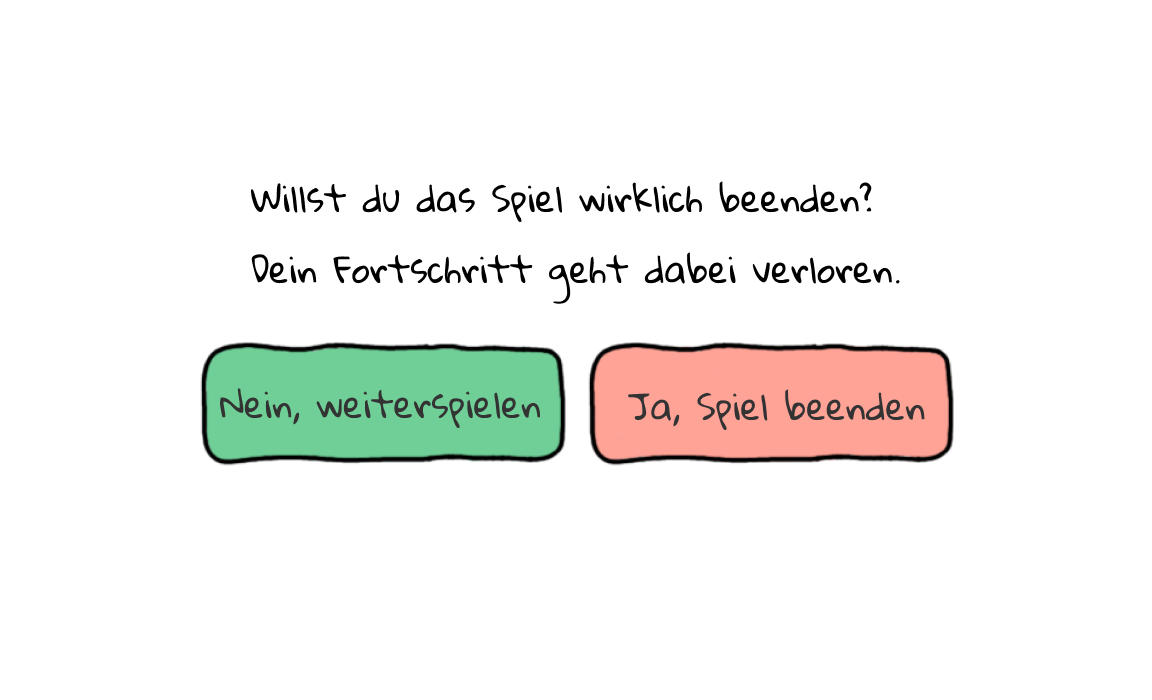 Willst du das Spiel wirklich beenden?
Dein Fortschritt geht dabei verloren.
Nein, weiterspielen
Ja, Spiel beenden